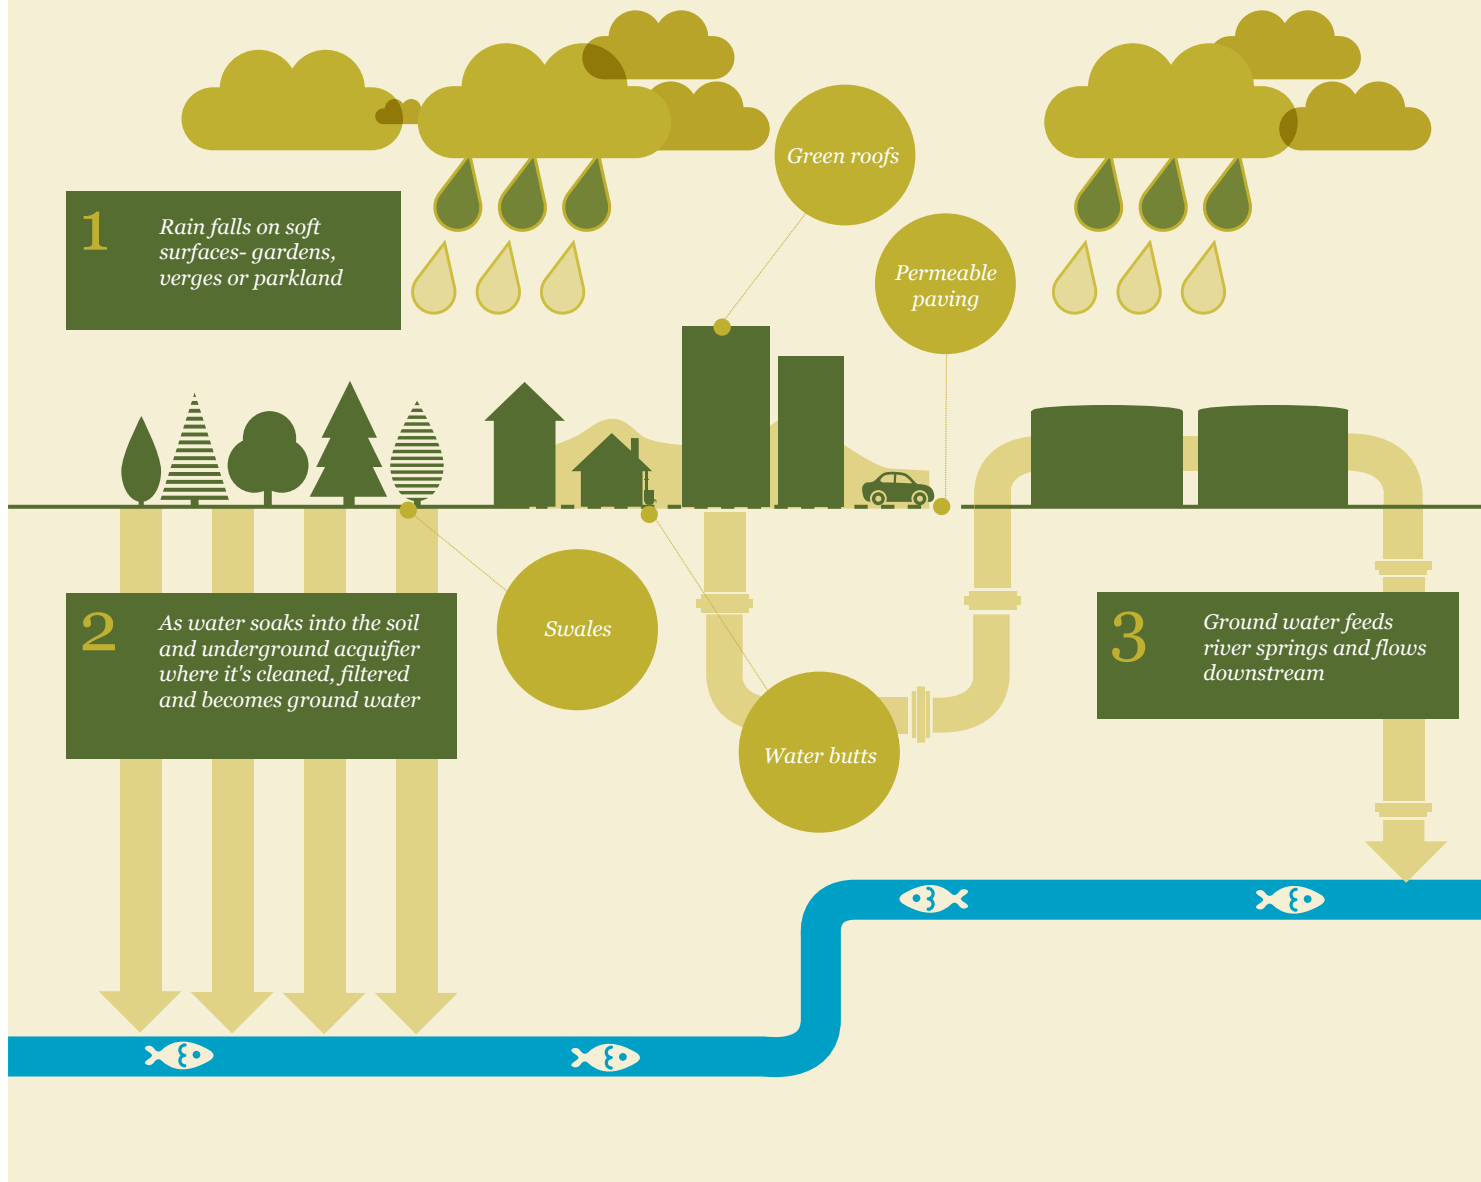 Green roofs
1
Rain falls on soft
surfaces- gardens,
verges or parkland
Permeable
paving
2
As water soaks into the soil
and underground acquifier
where it's cleaned, filtered
and becomes ground water
Swales
3
Ground water feeds
river springs and flows
downstream
Water butts